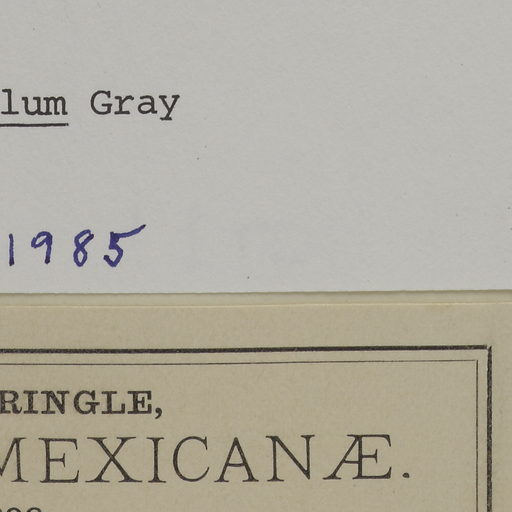 lum Gray
1985
RINGLE,
MEXICANÆ.